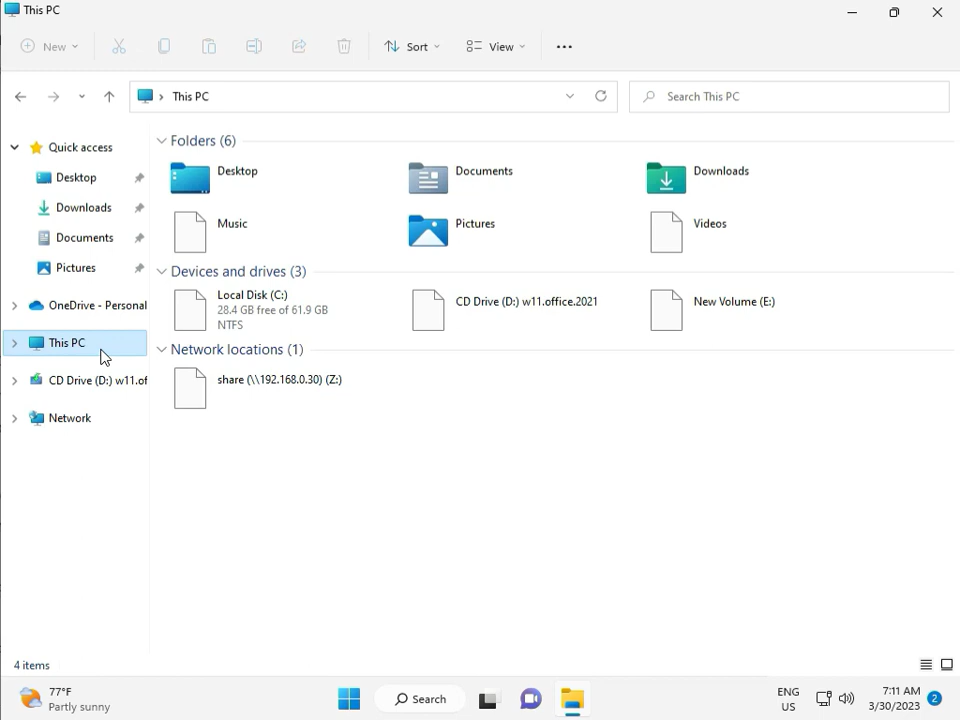 This PC
New
Sort
View
This PC
Search This PC
Quick access
Desktop
Downloads
Documents
Pictures
OneDrive - Personal
This PC
CD Drive (D:) w11.of
Network
Folders (6)
Desktop
Documents
Downloads
Music
Pictures
Videos
Devices and drives (3)
Local Disk (C:)
28.4 GB free of 61.9 GB
NTFS
CD Drive (D:) w11.office.2021
New Volume (E:)
Network locations (1)
share (\\192.168.0.30) (Z:)
4 items
77°F
Partly sunny
Search
ENG
US
7:11 AM
3/30/2023
2